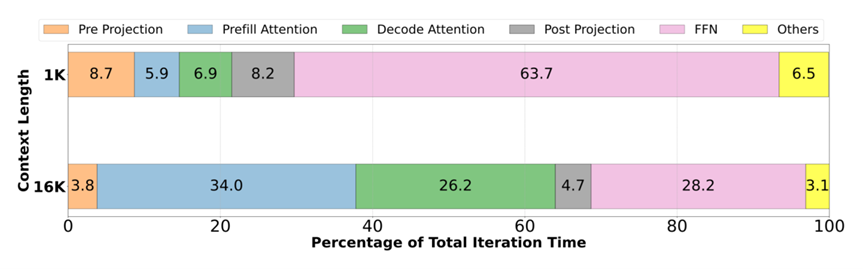 Pre Projection Prefill Attention Decode Attention Post Projection FFN Others
Context Length
1K 8.7 5.9 6.9 8.2 63.7 6.5
16K 3.8 34.0 26.2 4.7 28.2 3.1
0 20 40 60 80 100
Percentage of Total Iteration Time